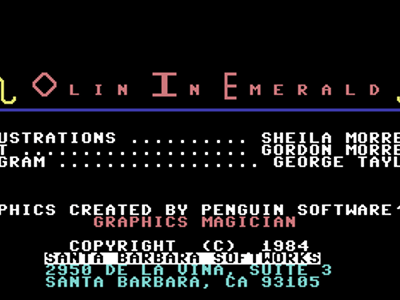 OLIN IN EMERALD
USTRATIONS .......... SHEILA MORRE
T ................... GORDON MORRE
GRAM ................. GEORGE TAYL
PHICS CREATED BY PENGUIN SOFTWARE'
GRAPHICS MAGICIAN
COPYRIGHT (C) 1984
SANTA BARBARA SOFTWORKS
2950 DE LA VINA, SUITE 3
SANTA BARBARA, CA 93105